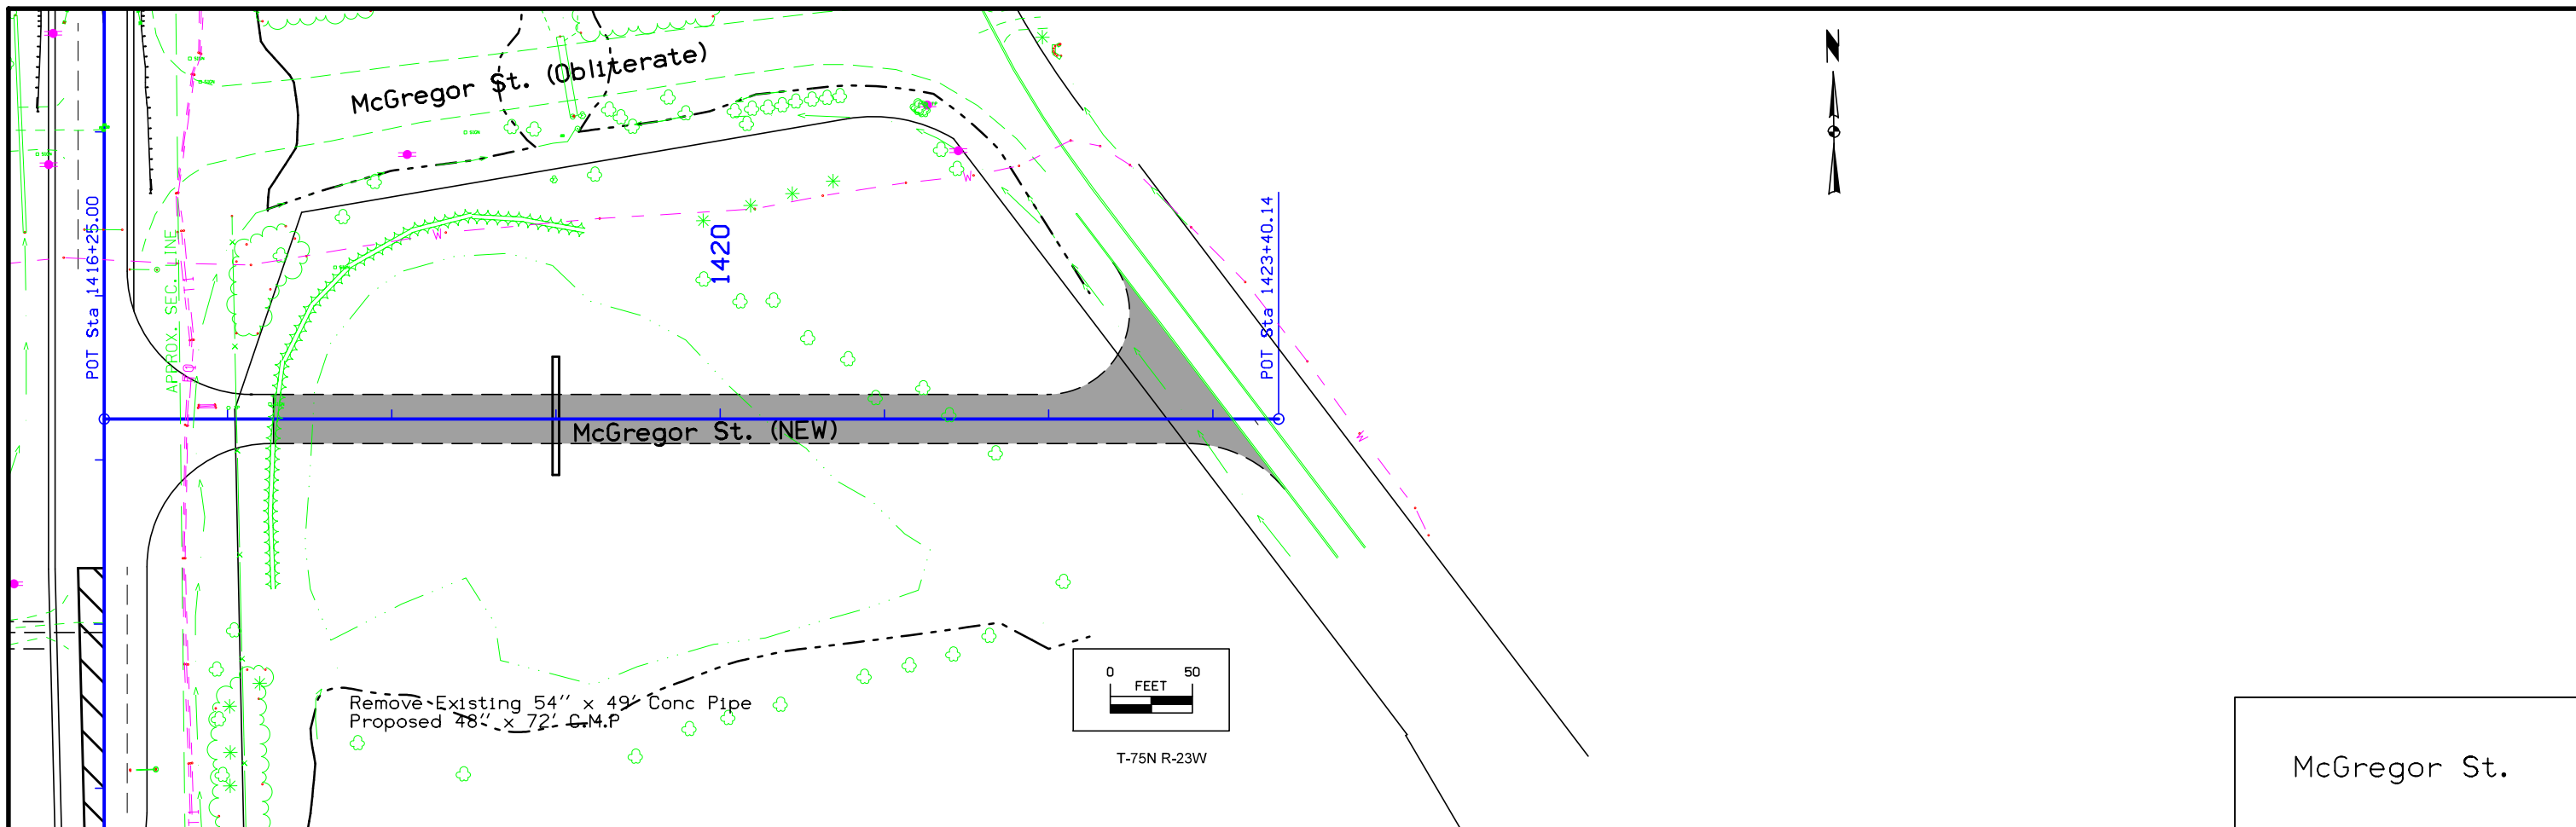 N
McGregor St. (Obliterate)
POT Sta 1416+25.00
APPROX. SEC. LINE
1420
POT Sta 1423+40.14
W
W
W
McGregor St. (NEW)
Remove Existing 54'' x 49' Conc Pipe
Proposed 48'' x 72' C.M.P
0 50
FEET
T-75N R-23W
McGregor St.